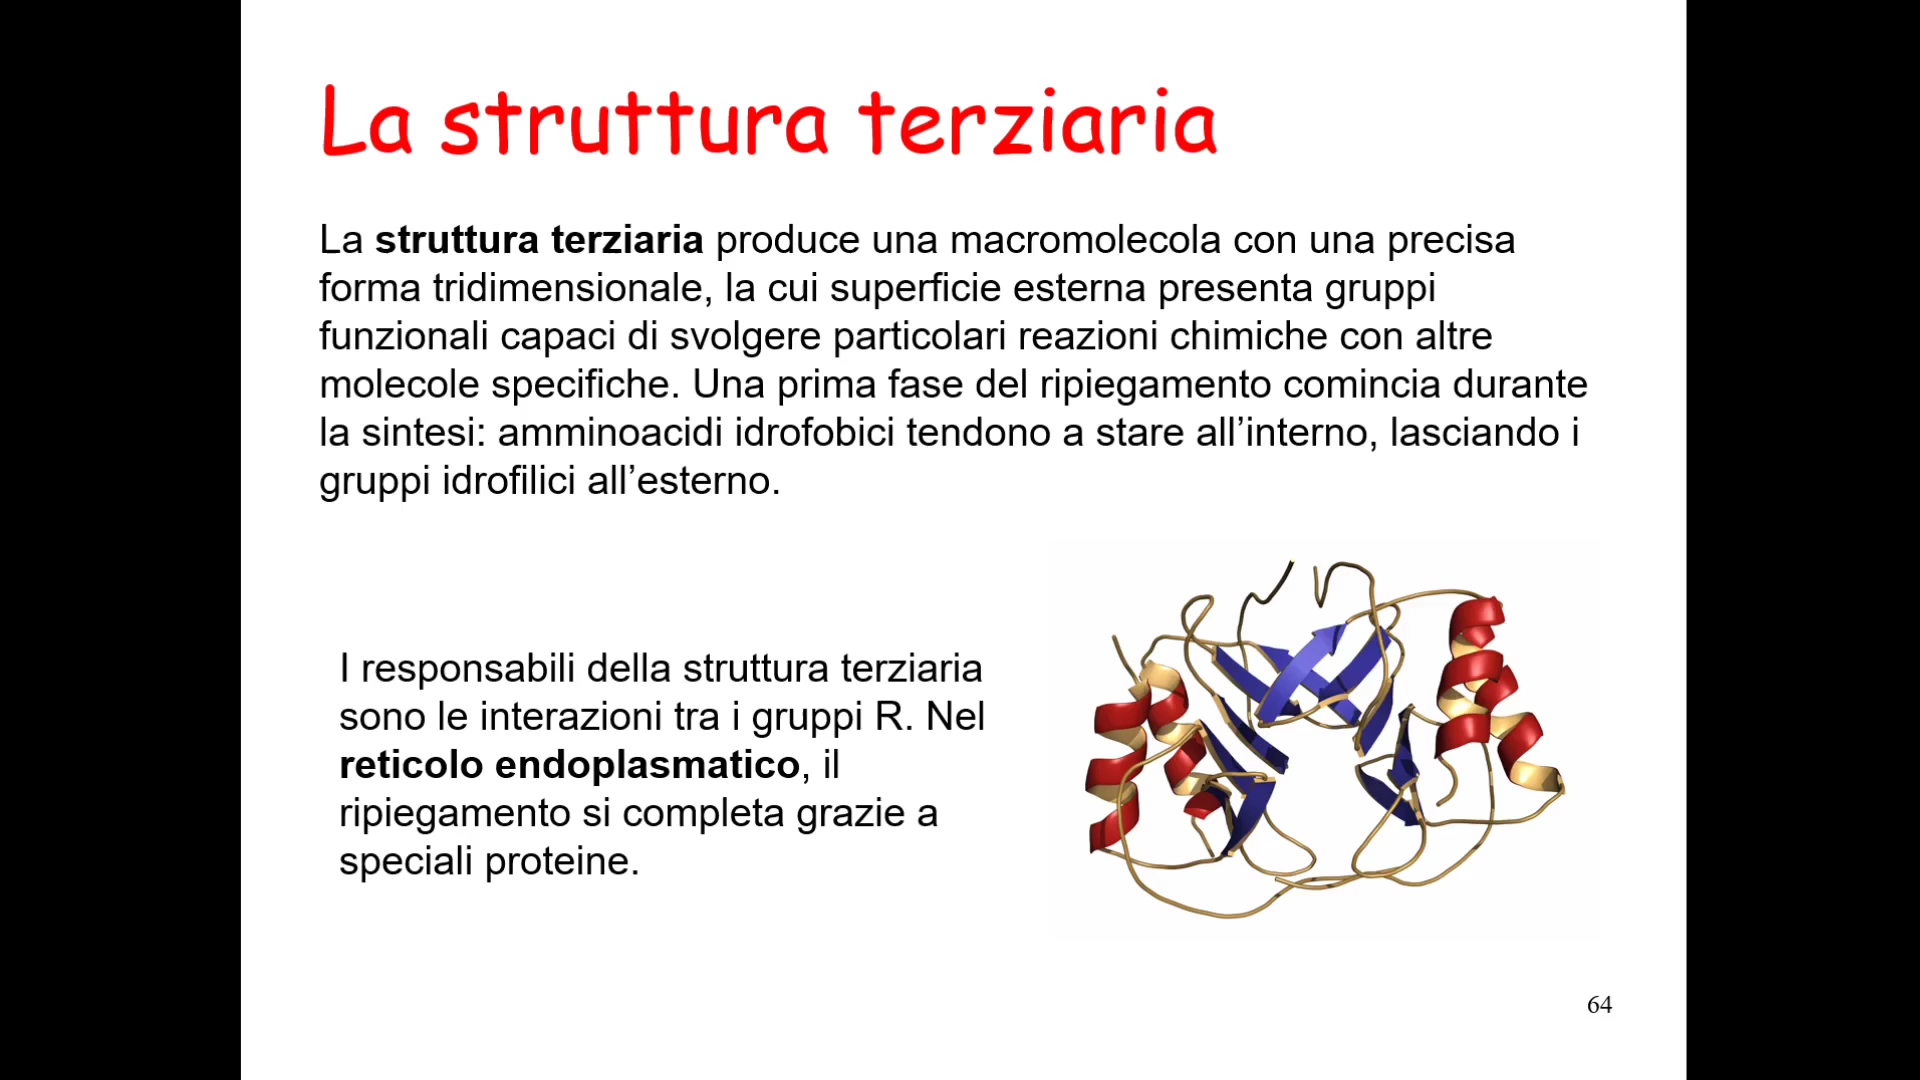 La struttura terziaria
La struttura terziaria produce una macromolecola con una precisa
forma tridimensionale, la cui superficie esterna presenta gruppi
funzionali capaci di svolgere particolari reazioni chimiche con altre
molecole specifiche. Una prima fase del ripiegamento comincia durante
la sintesi: amminoacidi idrofobici tendono a stare all’interno, lasciando i
gruppi idrofilici all’esterno.
I responsabili della struttura terziaria
sono le interazioni tra i gruppi R. Nel
reticolo endoplasmatico, il
ripiegamento si completa grazie a
speciali proteine.
64